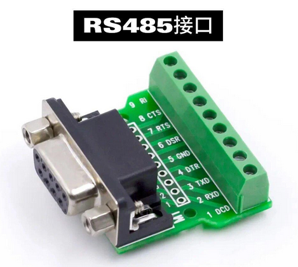 RS485接口
9 RI
8 CTS
7 RTS
6 DSR
5 GND
4 DTR
3 TXD
2 RXD
1 DCD